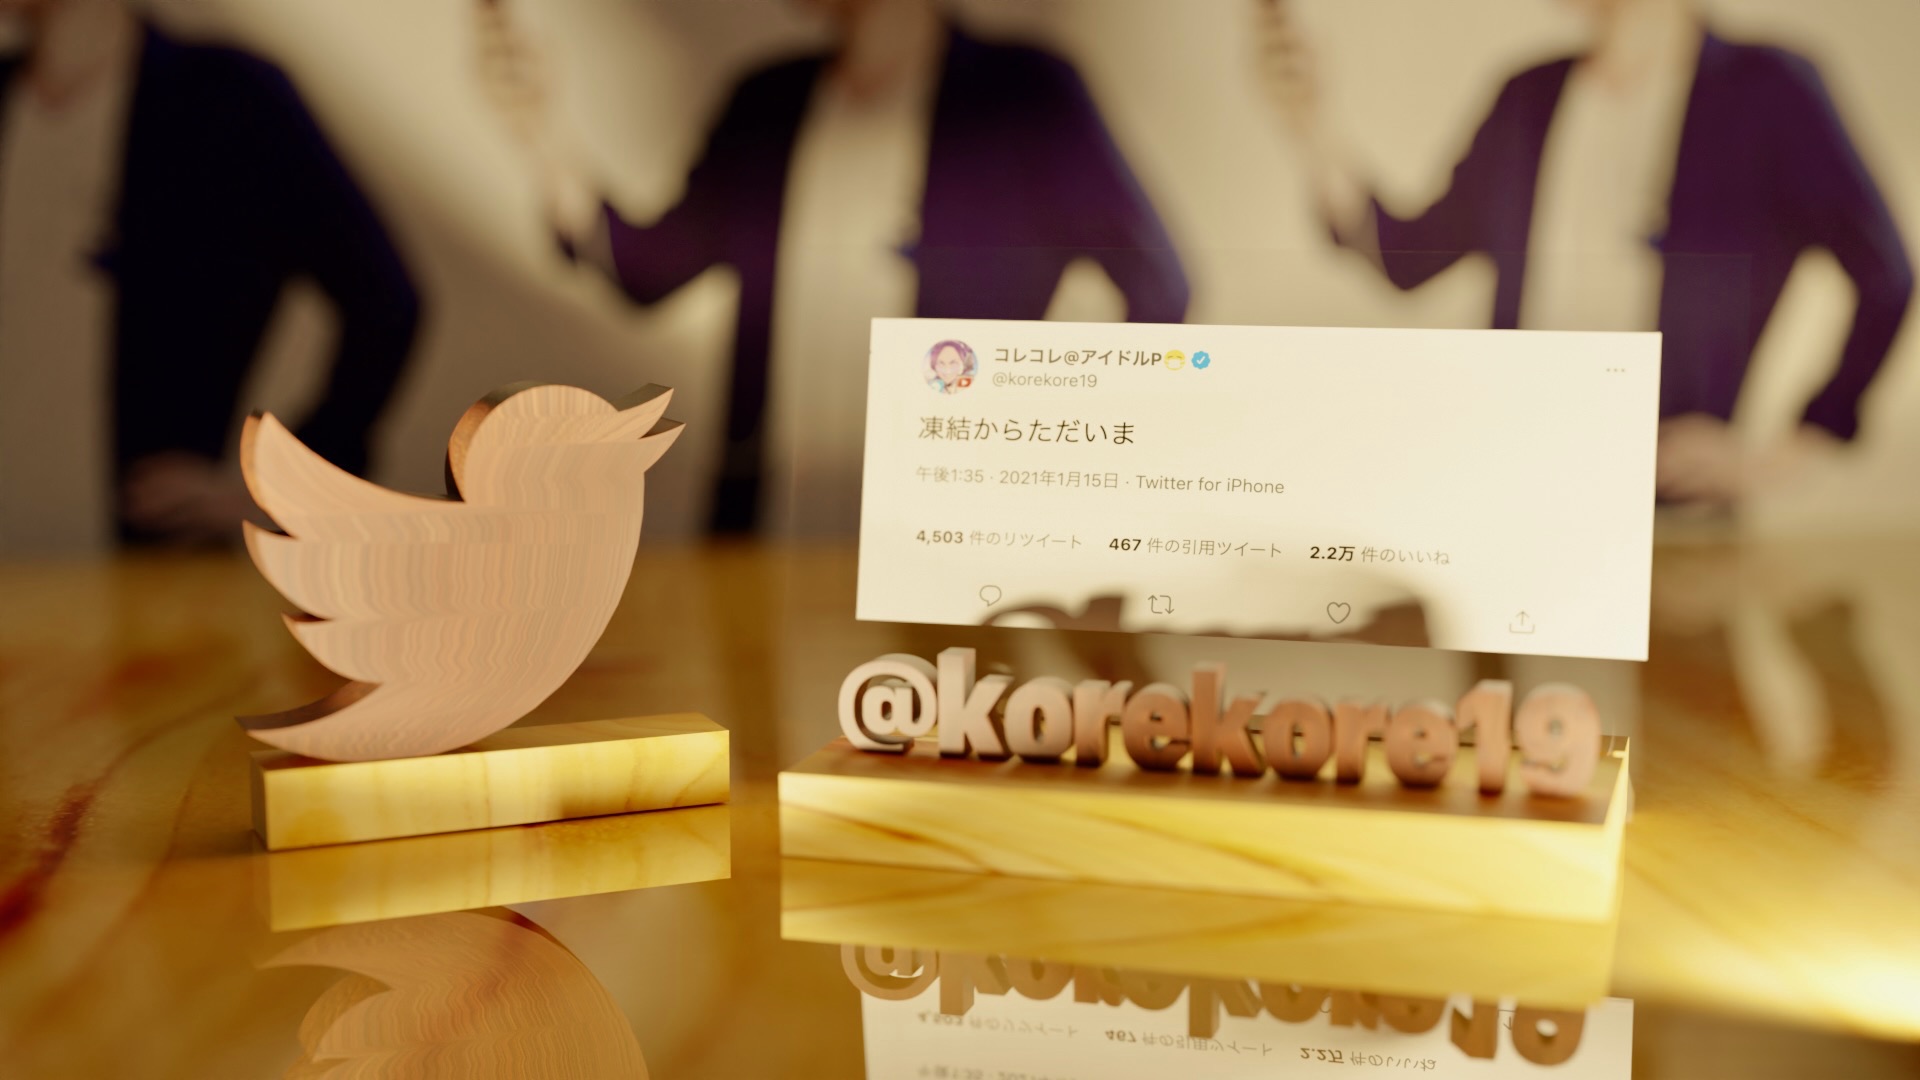 コレコレ@アイドルP😷
@korekore19
凍結からただいま
午後1:35 · 2021年1月15日 · Twitter for iPhone
4,503 件のリツイート 467 件の引用ツイート 2.2万 件のいいね
@korekore19